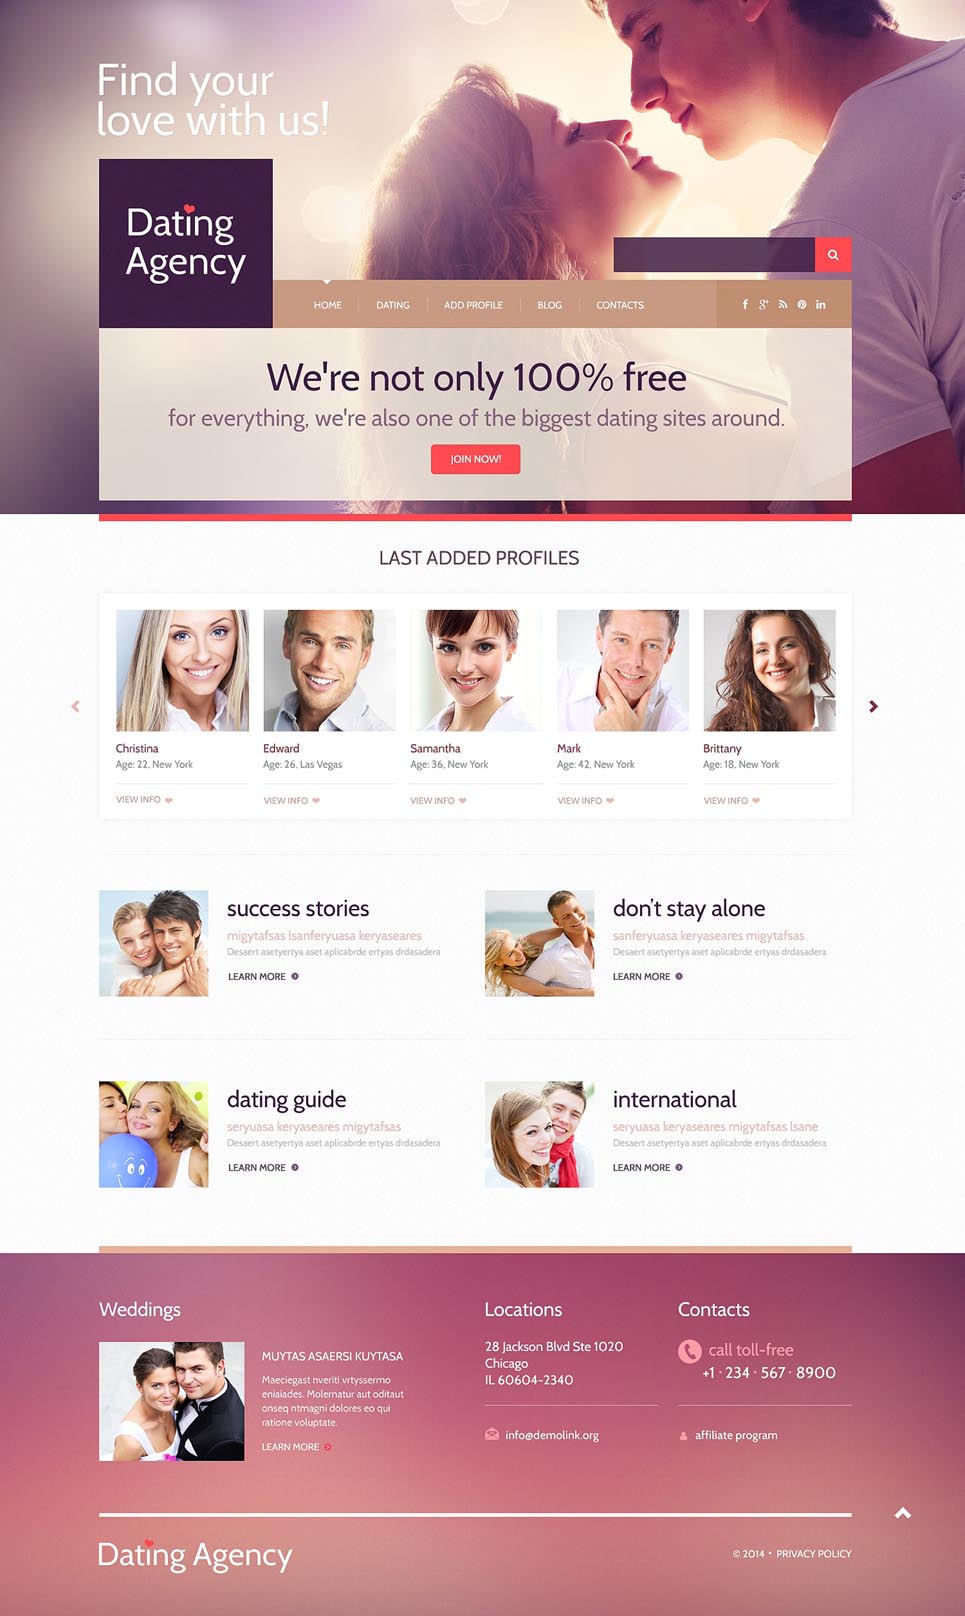 Find your
love with us!
Dating
Agency
HOME
DATING
ADD PROFILE
BLOG
CONTACTS
We're not only 100% free
for everything, we're also one of the biggest dating sites around.
JOIN NOW!
LAST ADDED PROFILES
Christina
Age: 22, New York
VIEW INFO
Edward
Age: 26, Las Vegas
VIEW INFO
Samantha
Age: 36, New York
VIEW INFO
Mark
Age: 42, New York
VIEW INFO
Brittany
Age: 18, New York
VIEW INFO
success stories
migytafsas lsanferyuasa keryaseares
Desaert asetyertya aset aplicabrde ertyas drdasadera
LEARN MORE
don't stay alone
sanferyuasa keryaseares migytafsas
Desaert asetyertya aset aplicabrde ertyas drdasadera
LEARN MORE
dating guide
seryuasa keryaseares migytafsas
Desaert asetyertya aset aplicabrde ertyas drdasadera
LEARN MORE
international
seryuasa keryaseares migytafsas lsane
Desaert asetyertya aset aplicabrde ertyas drdasadera
LEARN MORE
Weddings
MUYTAS ASAERSI KUYTASA
Maeciegast nveriti vrtyssermo
eniaiades. Molernatur aut oditaut
onseq ntmagni dolores eo qui
ratione voluptate.
LEARN MORE
Locations
28 Jackson Blvd Ste 1020
Chicago
IL 60604-2340
info@demolink.org
Contacts
call toll-free
+1 · 234 · 567 · 8900
affiliate program
Dating Agency
© 2014 • PRIVACY POLICY